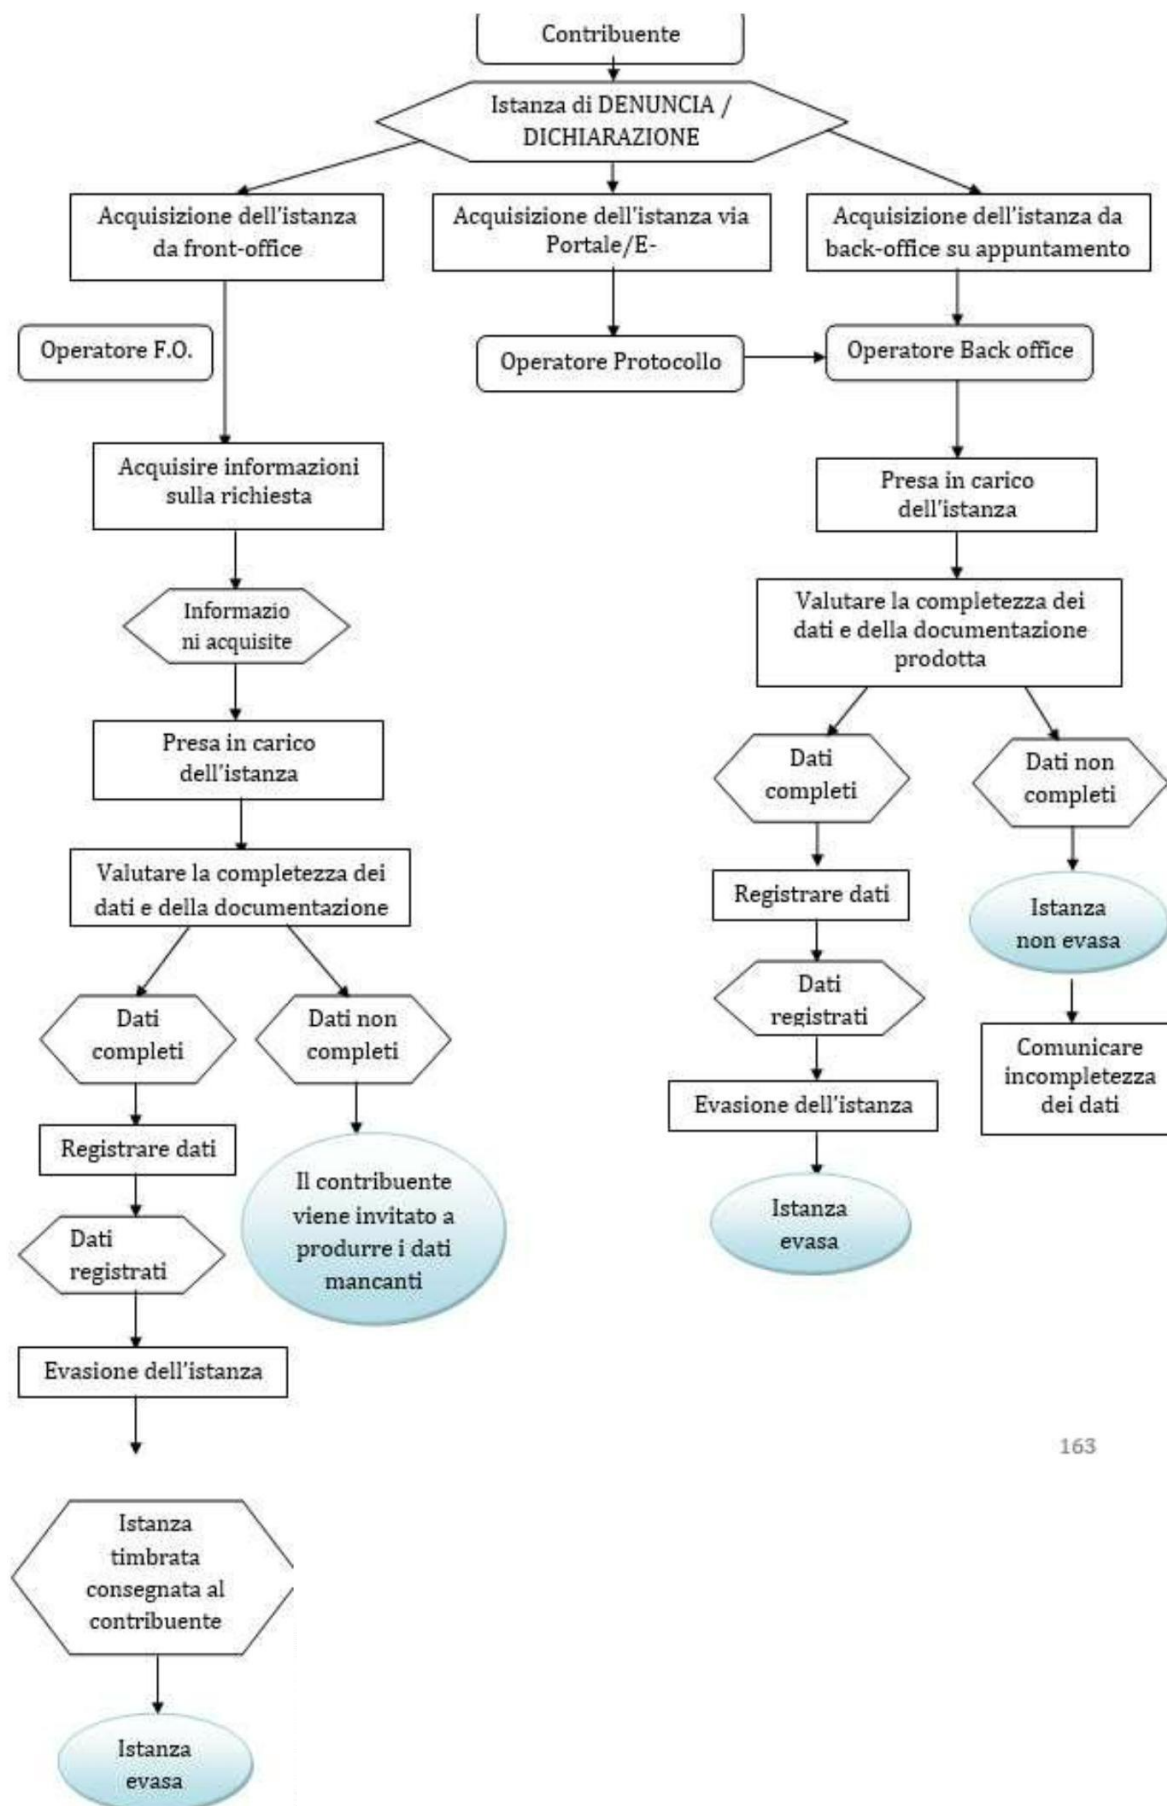 Contribuente
Istanza di DENUNCIA /
DICHIARAZIONE
Acquisizione dell'istanza
da front-office
Acquisizione dell'istanza via
Portale/E-
Acquisizione dell'istanza da
back-office su appuntamento
Operatore F.O.
Operatore Protocollo
Operatore Back office
Acquisire informazioni
sulla richiesta
Informazio
ni acquisite
Presa in carico
dell'istanza
Valutare la completezza dei
dati e della documentazione
Dati
completi
Dati non
completi
Registrare dati
Il contribuente
viene invitato a
produrre i dati
mancanti
Dati
registrati
Evasione dell'istanza
Istanza
timbrata
consegnata al
contribuente
Istanza
evasa
Presa in carico
dell'istanza
Valutare la completezza dei
dati e della documentazione
prodotta
Dati
completi
Dati non
completi
Registrare dati
Istanza
non evasa
Dati
registrati
Comunicare
incompletezza
dei dati
Evasione dell'istanza
Istanza
evasa
163